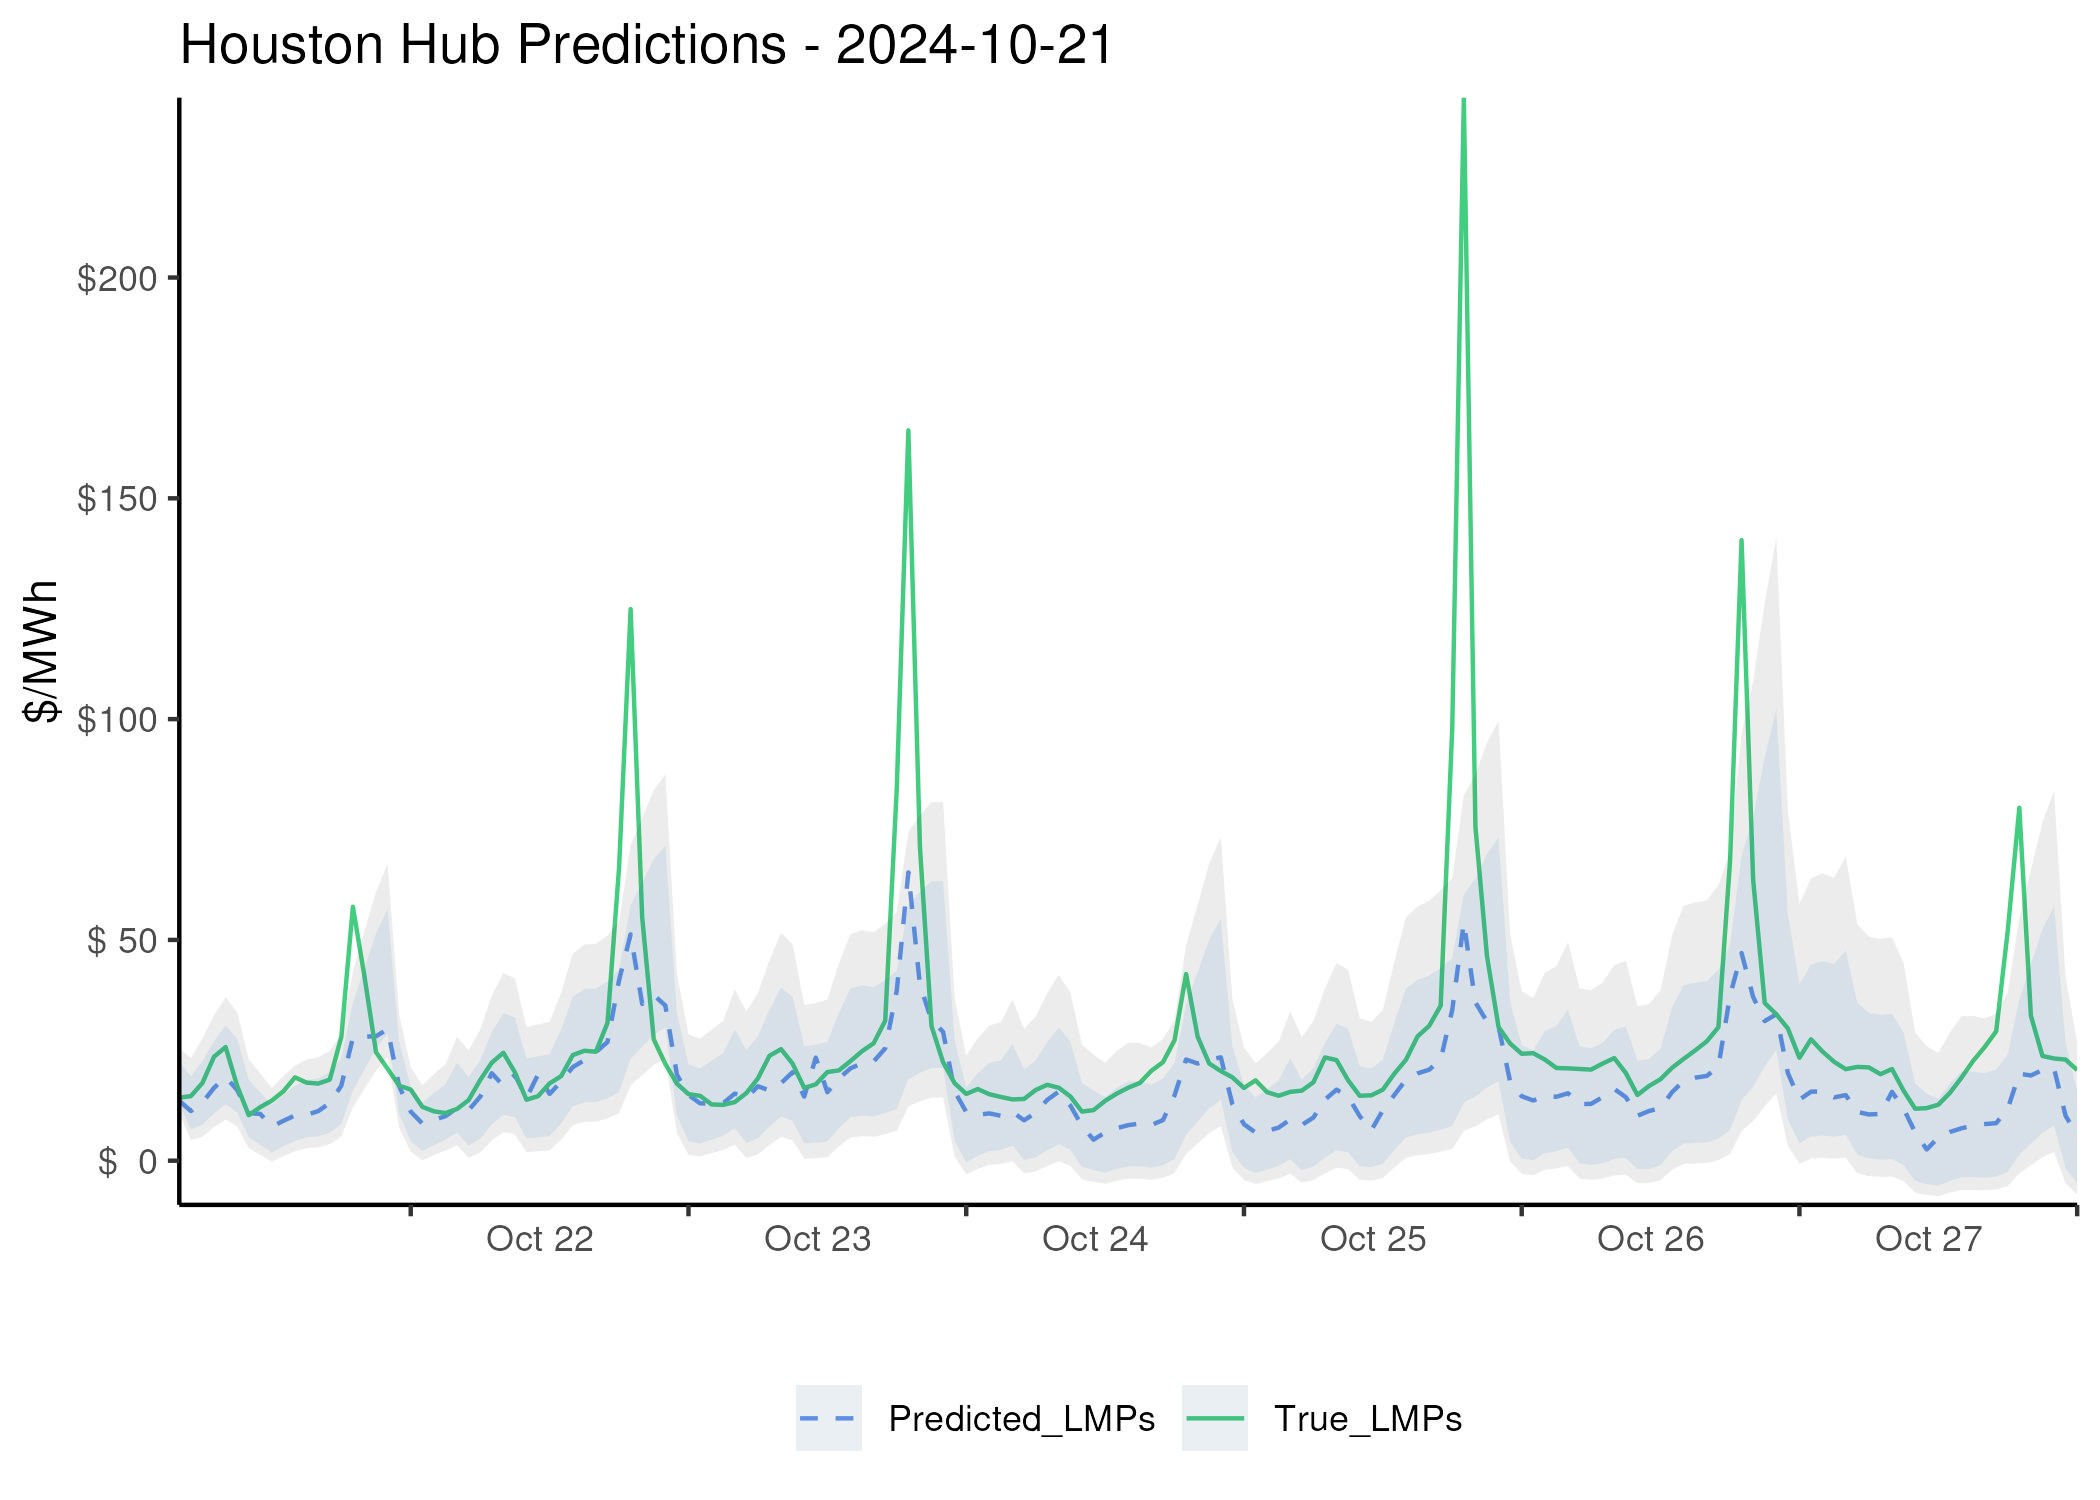 Houston Hub Predictions - 2024-10-21
$/MWh
$200
$150
$100
$ 50
$ 0
Oct 22 Oct 23 Oct 24 Oct 25 Oct 26 Oct 27
Predicted_LMPs True_LMPs